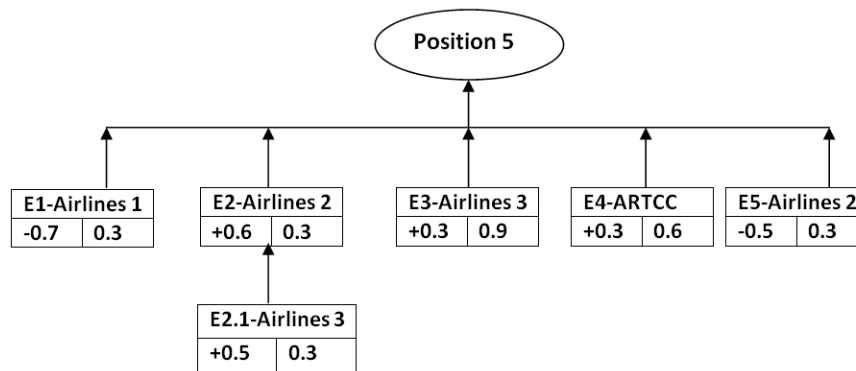 Position 5
E1-Airlines 1
-0.7 0.3
E2-Airlines 2
+0.6 0.3
E3-Airlines 3
+0.3 0.9
E4-ARTCC
+0.3 0.6
E5-Airlines 2
-0.5 0.3
E2.1-Airlines 3
+0.5 0.3